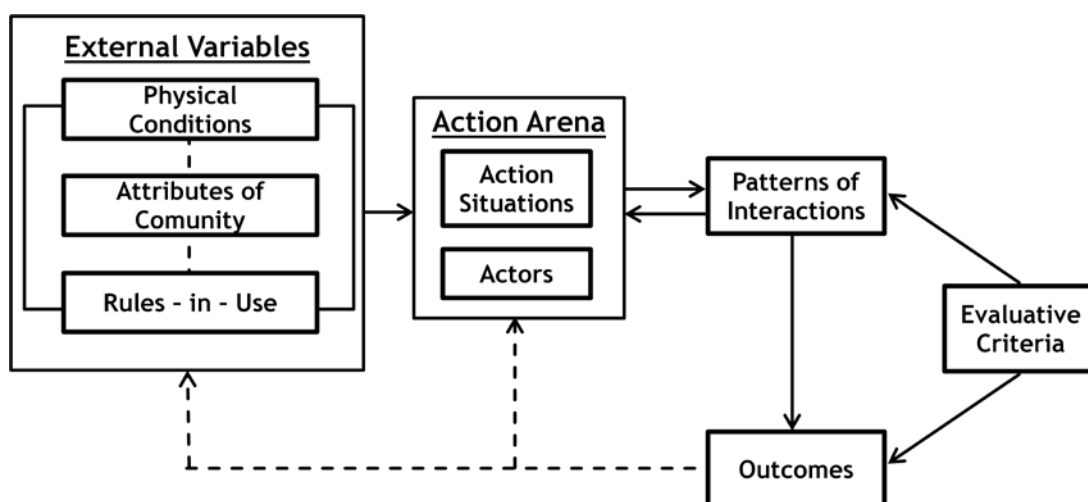 External Variables
Physical
Conditions
Attributes of
Comunity
Rules - in - Use
Action Arena
Action
Situations
Actors
Patterns of
Interactions
Evaluative
Criteria
Outcomes